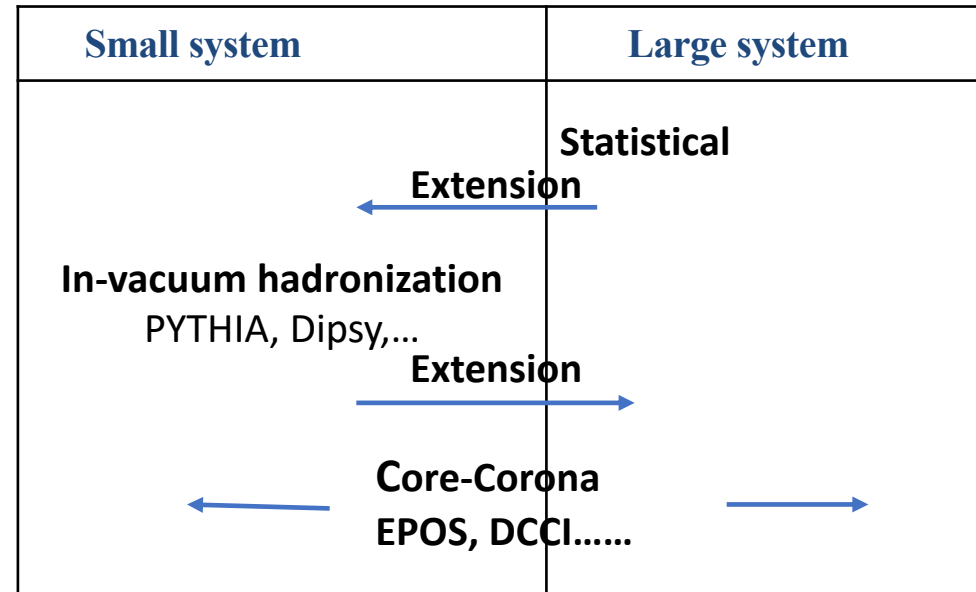 Small system
Large system
Statistical
Extension
In-vacuum hadronization
PYTHIA, Dipsy,...
Extension
Core-Corona
EPOS, DCCI......